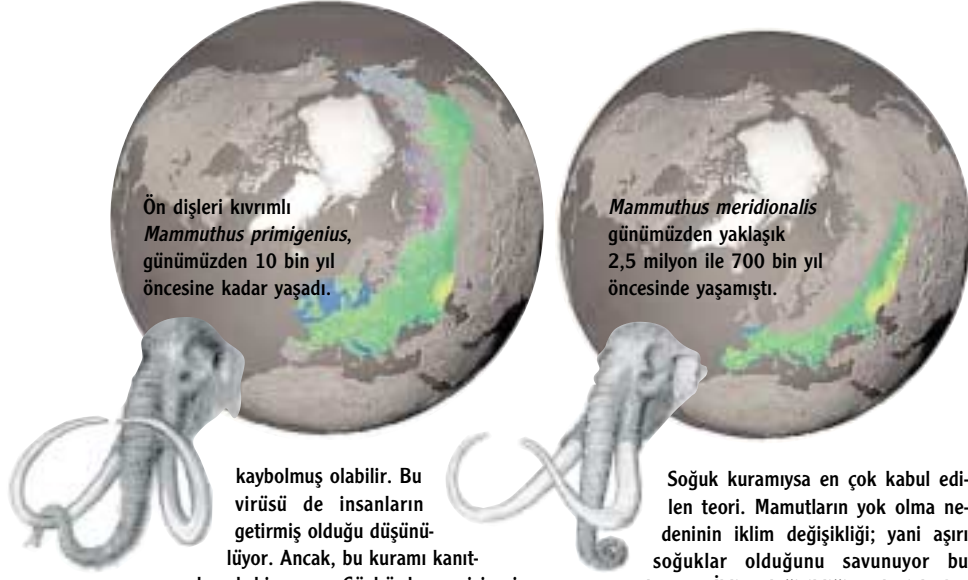 Ön dişleri kıvrımlı
Mammuthus primigenius,
günümüzden 10 bin yıl
öncesine kadar yaşadı.
Mammuthus meridionalis
günümüzden yaklaşık
2,5 milyon ile 700 bin yıl
öncesinde yaşamıştı.
kaybolmuş olabilir. Bu
virüsü de insanların
getirmiş olduğu düşünü-
lüyor. Ancak, bu kuramı kanıt-
Soğuk kuramıysa en çok kabul edi-
len teori. Mamutların yok olma ne-
deninin iklim değişikliği; yani aşırı
soğuklar olduğunu savunuyor bu